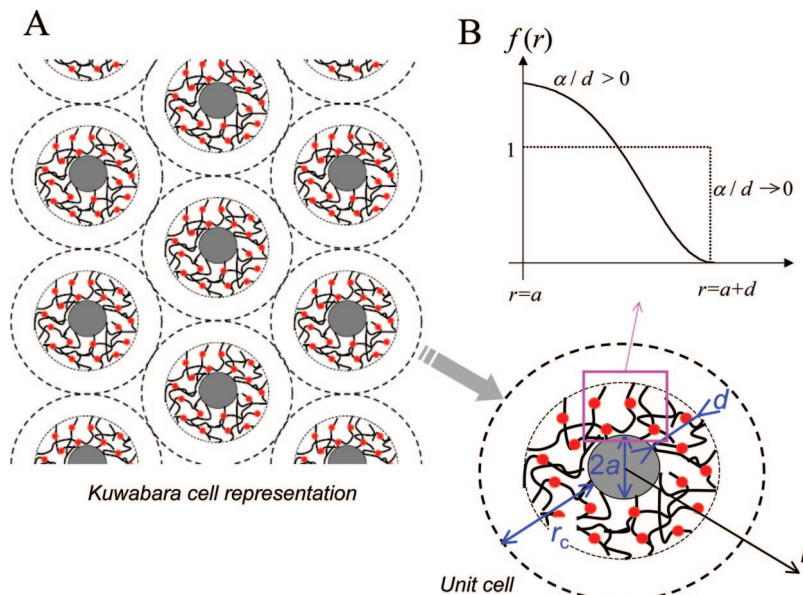 A
B
f(r)
α/d > 0
1
α/d → 0
r=a
r=a+d
d
2a
r_c
r
Kuwabara cell representation
Unit cell